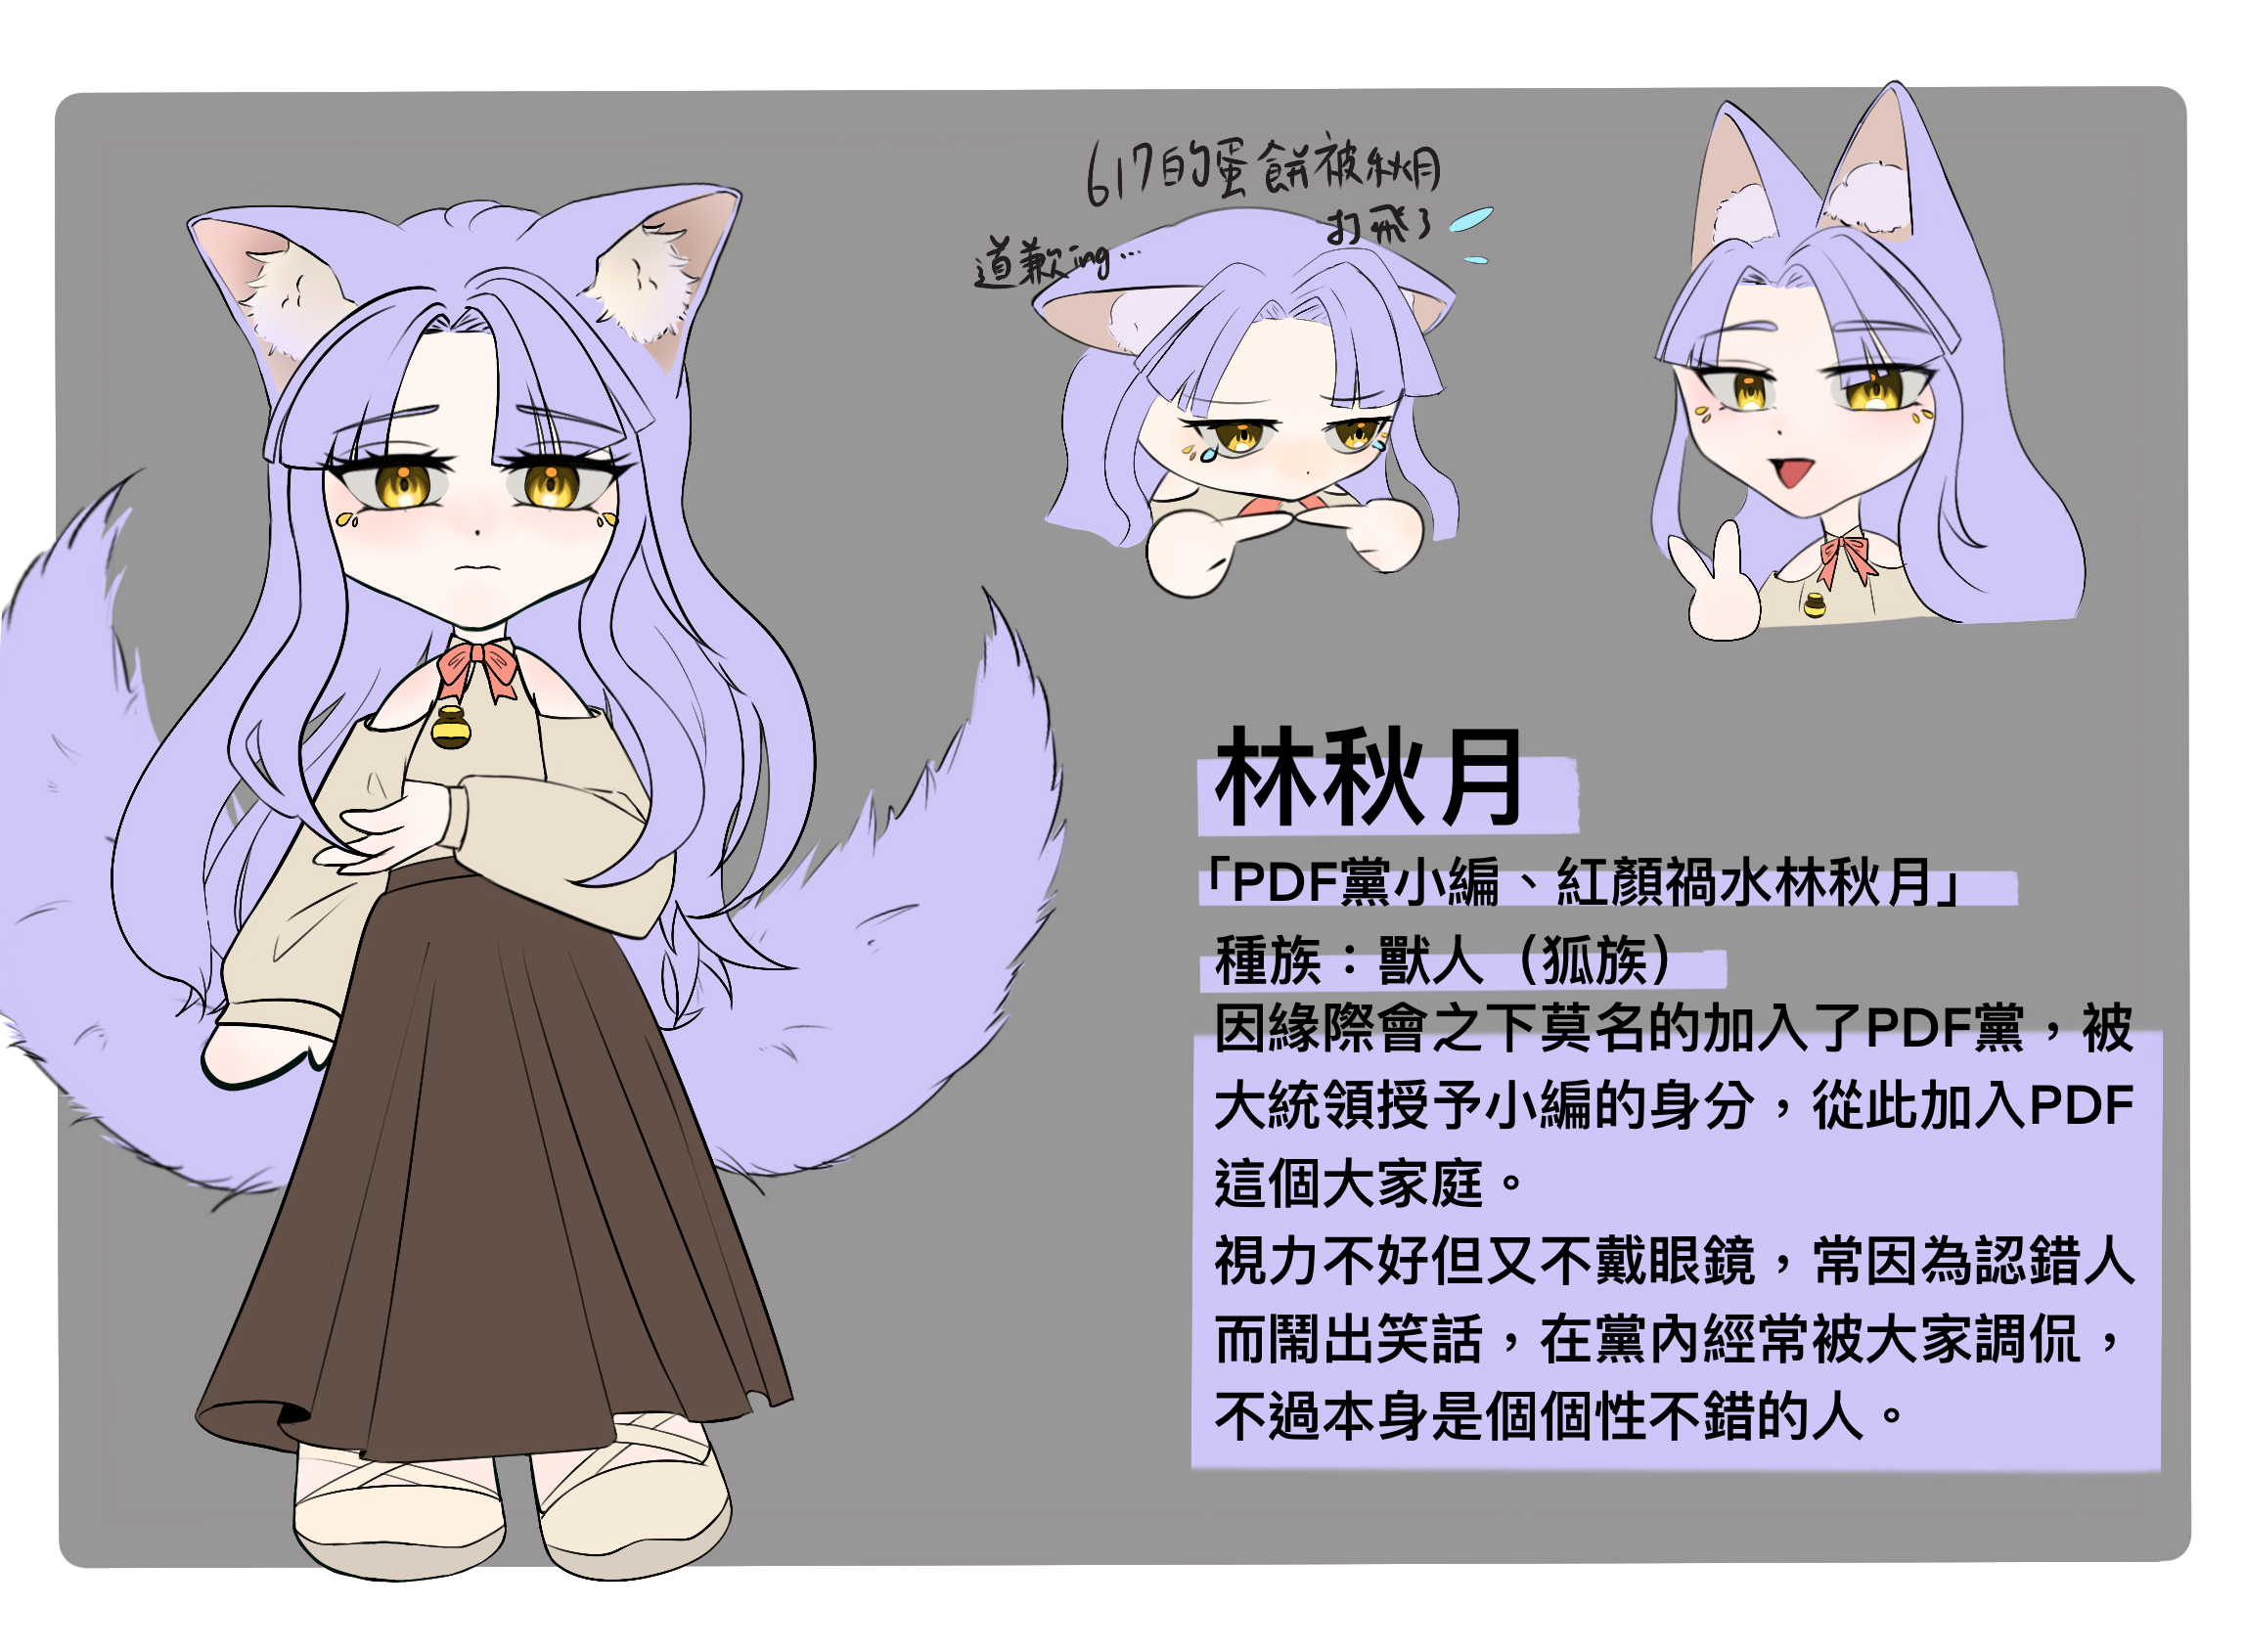 617的蛋餅被秋月
打飛了
道歉ing...
林秋月
「PDF黨小編、紅顏禍水林秋月」
種族：獸人（狐族）
因緣際會之下莫名的加入了PDF黨，被
大統領授予小編的身分，從此加入PDF
這個大家庭。
視力不好但又不戴眼鏡，常因為認錯人
而鬧出笑話，在黨內經常被大家調侃，
不過本身是個個性不錯的人。